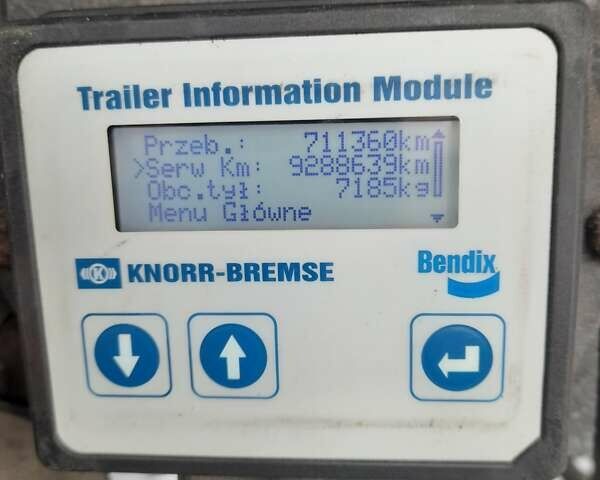 Trailer Information Module
Przeb.: 711360km
>Serw Km: 9288639km
Obc.tył: 7185kg
Menu Główne
K KNORR-BREMSE
Bendix